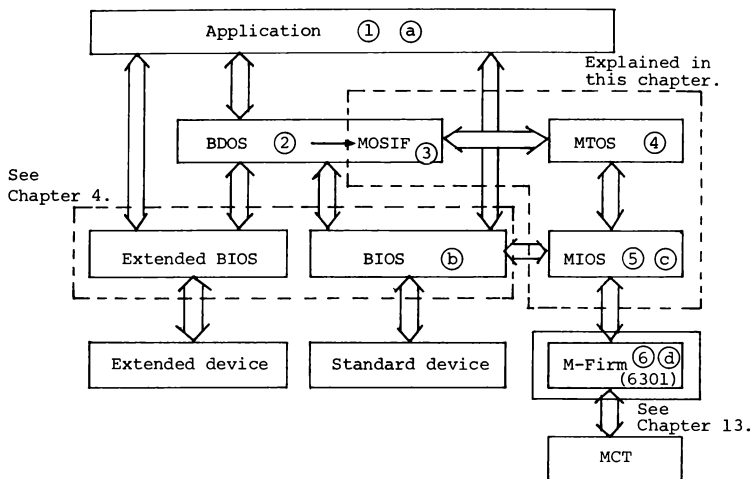 Application ① ⓐ
Explained in
this chapter.
BDOS ② MOSIF ③
MTOS ④
See
Chapter 4.
Extended BIOS
BIOS ⓑ
MIOS ⑤ ⓒ
Extended device
Standard device
M-Firm ⑥ ⓓ
(6301)
See
Chapter 13.
MCT